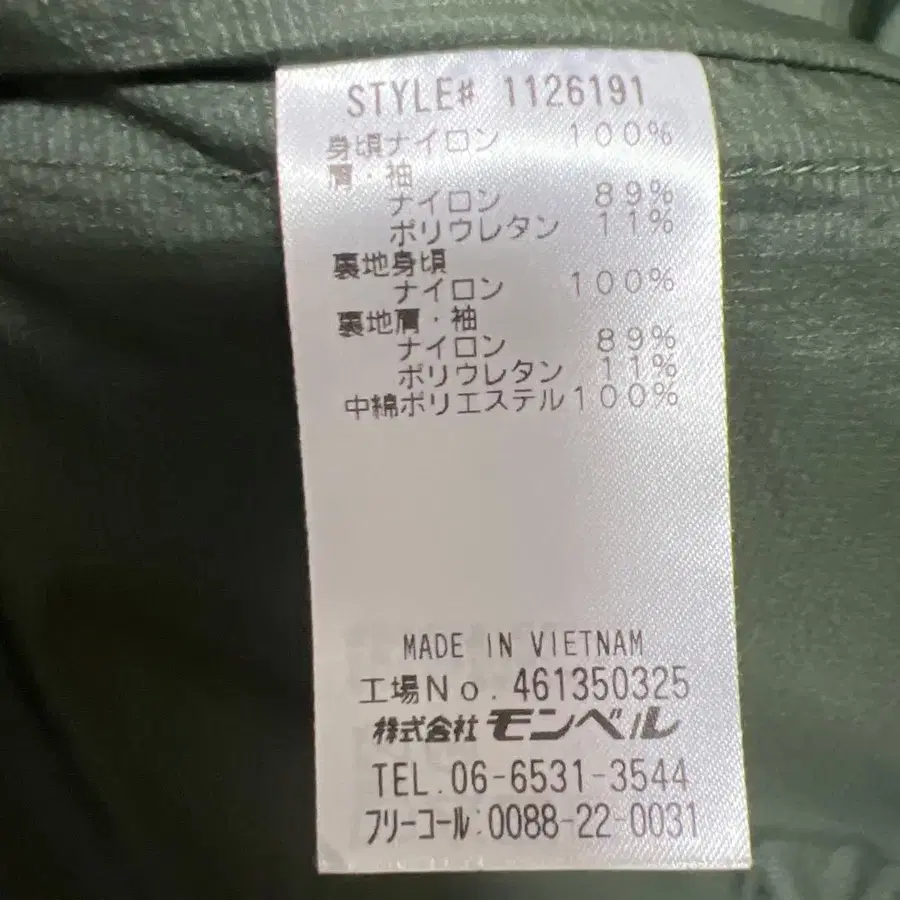 STYLE# 1126191
身頃ナイロン 100%
肩・袖
ナイロン 89%
ポリウレタン 11%
裏地身頃
ナイロン 100%
裏地肩・袖
ナイロン 89%
ポリウレタン 11%
中綿ポリエステル100%
MADE IN VIETNAM
工場No. 461350325
株式会社 モンベル
TEL.06-6531-3544
フリーコール:0088-22-0031